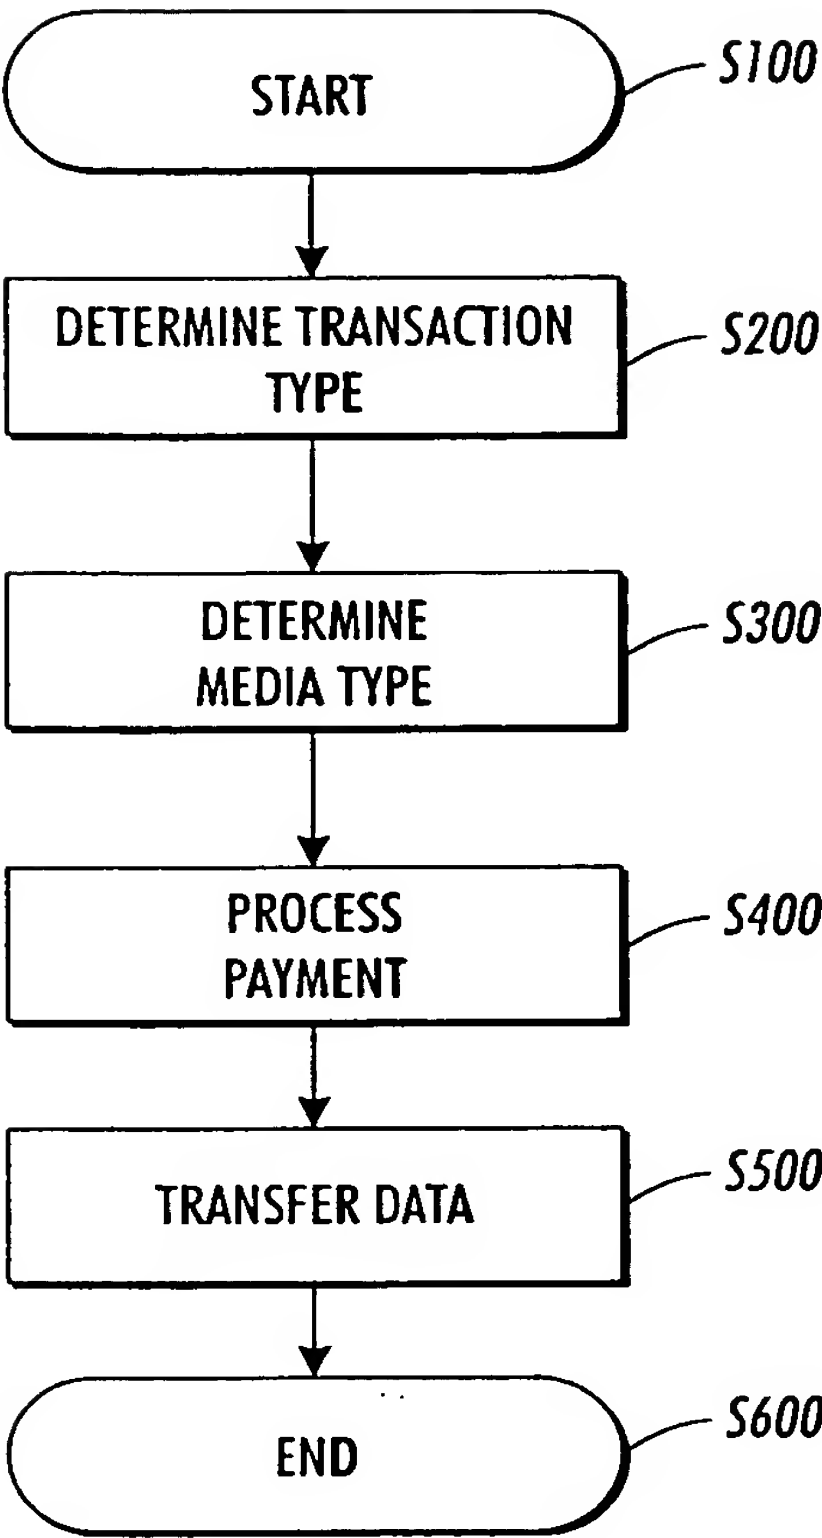 START
S100
DETERMINE TRANSACTION
TYPE
S200
DETERMINE
MEDIA TYPE
S300
PROCESS
PAYMENT
S400
TRANSFER DATA
S500
END
S600